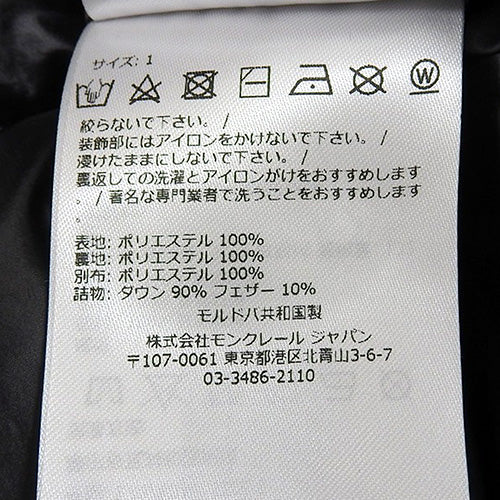 サイズ: 1
W
絞らないで下さい。 /
装飾部にはアイロンをかけないで下さい。 /
浸けたままにしないで下さい。 /
裏返しての洗濯とアイロンがけをおすすめします
。 / 著名な専門業者で洗うことをおすすめします
。
表地: ポリエステル 100%
裏地: ポリエステル 100%
別布: ポリエステル 100%
詰物: ダウン 90% フェザー 10%
モルドバ共和国製
株式会社モンクレール ジャパン
〒107-0061 東京都港区北青山3-6-7
03-3486-2110